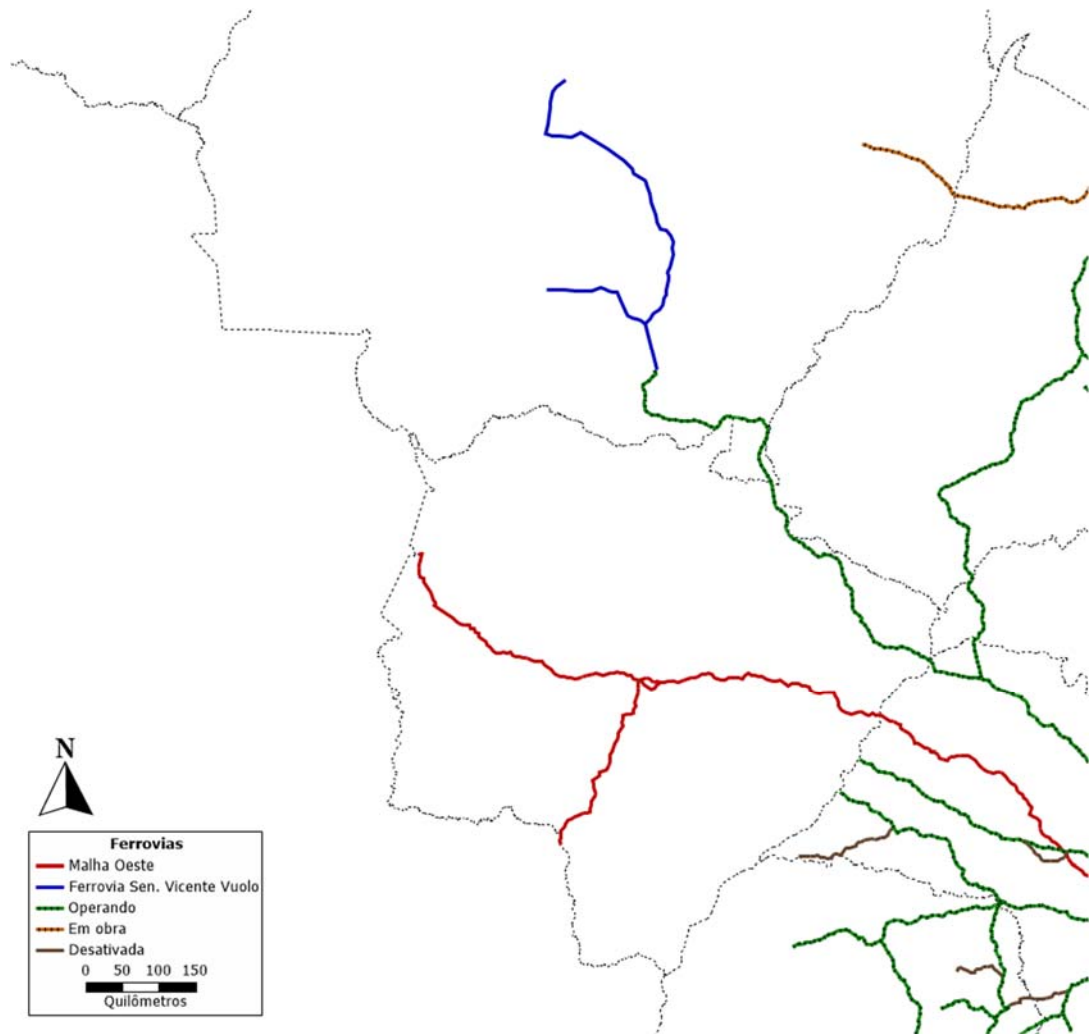 N
Ferrovias
Malha Oeste
Ferrovia Sen. Vicente Vuolo
Operando
Em obra
Desativada
0 50 100 150
Quilômetros